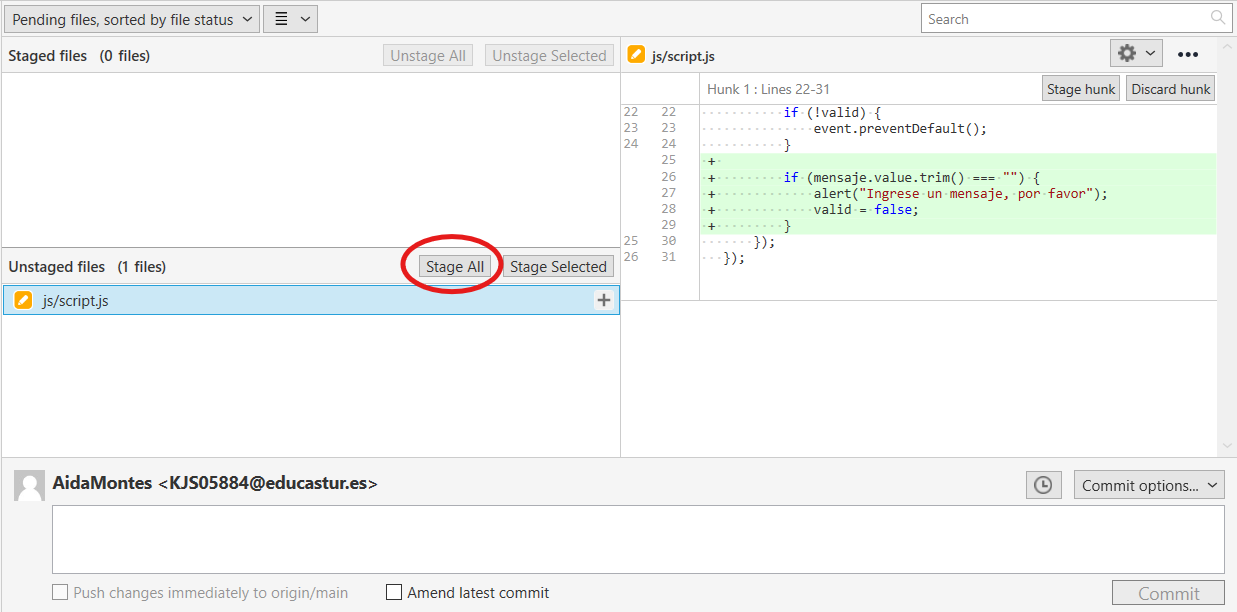 Pending files, sorted by file status
Search
Staged files (0 files)
Unstage All
Unstage Selected
js/script.js
Hunk 1 : Lines 22-31
Stage hunk
Discard hunk
22 22 if (!valid) {
23 23 event.preventDefault();
24 24 }
25 +
26 + if (mensaje.value.trim() === "") {
27 + alert("Ingrese un mensaje, por favor");
28 + valid = false;
29 + }
25 30 });
26 31 });
Unstaged files (1 files)
Stage All
Stage Selected
js/script.js
AidaMontes <KJS05884@educastur.es>
Commit options...
Push changes immediately to origin/main
Amend latest commit
Commit